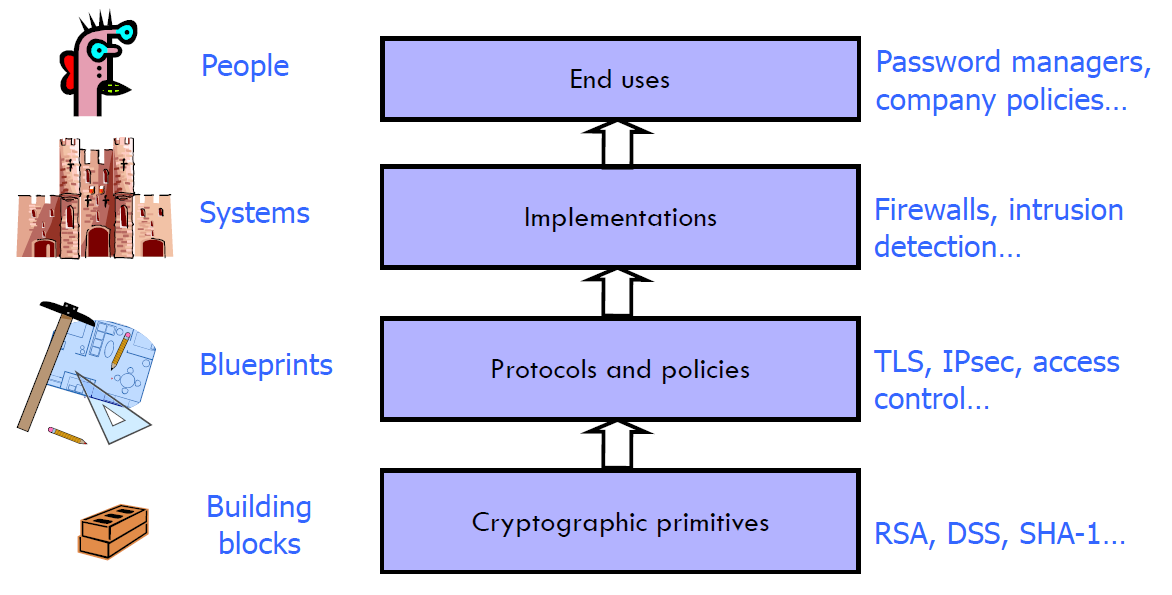 People
End uses
Password managers,
company policies...
Systems
Implementations
Firewalls, intrusion
detection...
Blueprints
Protocols and policies
TLS, IPsec, access
control...
Building
blocks
Cryptographic primitives
RSA, DSS, SHA-1...